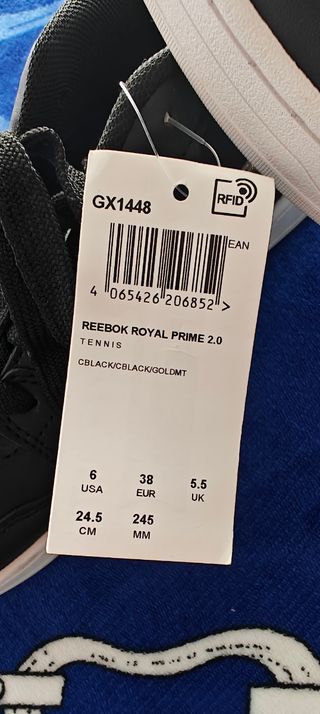 GX1448
RFID
EAN
4 065426 206852 >
REEBOK ROYAL PRIME 2.0
TENNIS
CBLACK/CBLACK/GOLDMT
6 38 5.5
USA EUR UK
24.5 245
CM MM